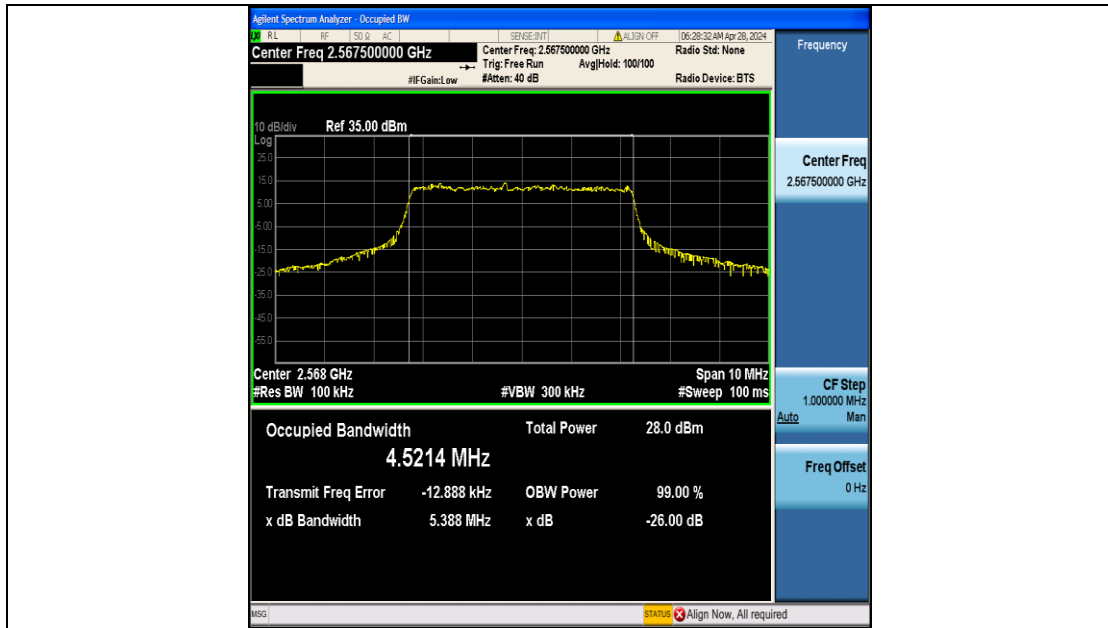 Agilent Spectrum Analyzer - Occupied BW
RL RF 50 Ω AC SENSE:INT ALIGN OFF 06:28:32 AM Apr 28, 2024
Center Freq 2.567500000 GHz
Center Freq: 2.567500000 GHz Radio Std: None
Trig: Free Run Avg|Hold: 100/100
#IFGain:Low #Atten: 40 dB Radio Device: BTS
Frequency
10 dB/div Ref 35.00 dBm
Log
25.0
15.0
5.00
-5.00
-15.0
-25.0
-35.0
-45.0
-55.0
Center 2.568 GHz Span 10 MHz
#Res BW 100 kHz #VBW 300 kHz #Sweep 100 ms
Occupied Bandwidth Total Power 28.0 dBm
4.5214 MHz
Transmit Freq Error -12.888 kHz OBW Power 99.00 %
x dB Bandwidth 5.388 MHz x dB -26.00 dB
Center Freq
2.567500000 GHz
CF Step
1.000000 MHz
Auto Man
Freq Offset
0 Hz
MSG STATUS Align Now, All required